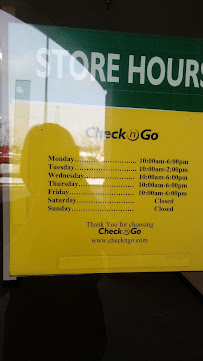 STORE HOURS
Check n Go
Monday........................ 10:00am-6:00pm
Tuesday........................ 10:00am-2:00pm
Wednesday.................... 10:00am-6:00pm
Thursday....................... 10:00am-6:00pm
Friday........................... 10:00am-6:00pm
Saturday....................... Closed
Sunday.......................... Closed
Thank You for choosing
Check n Go
www.checkngo.com